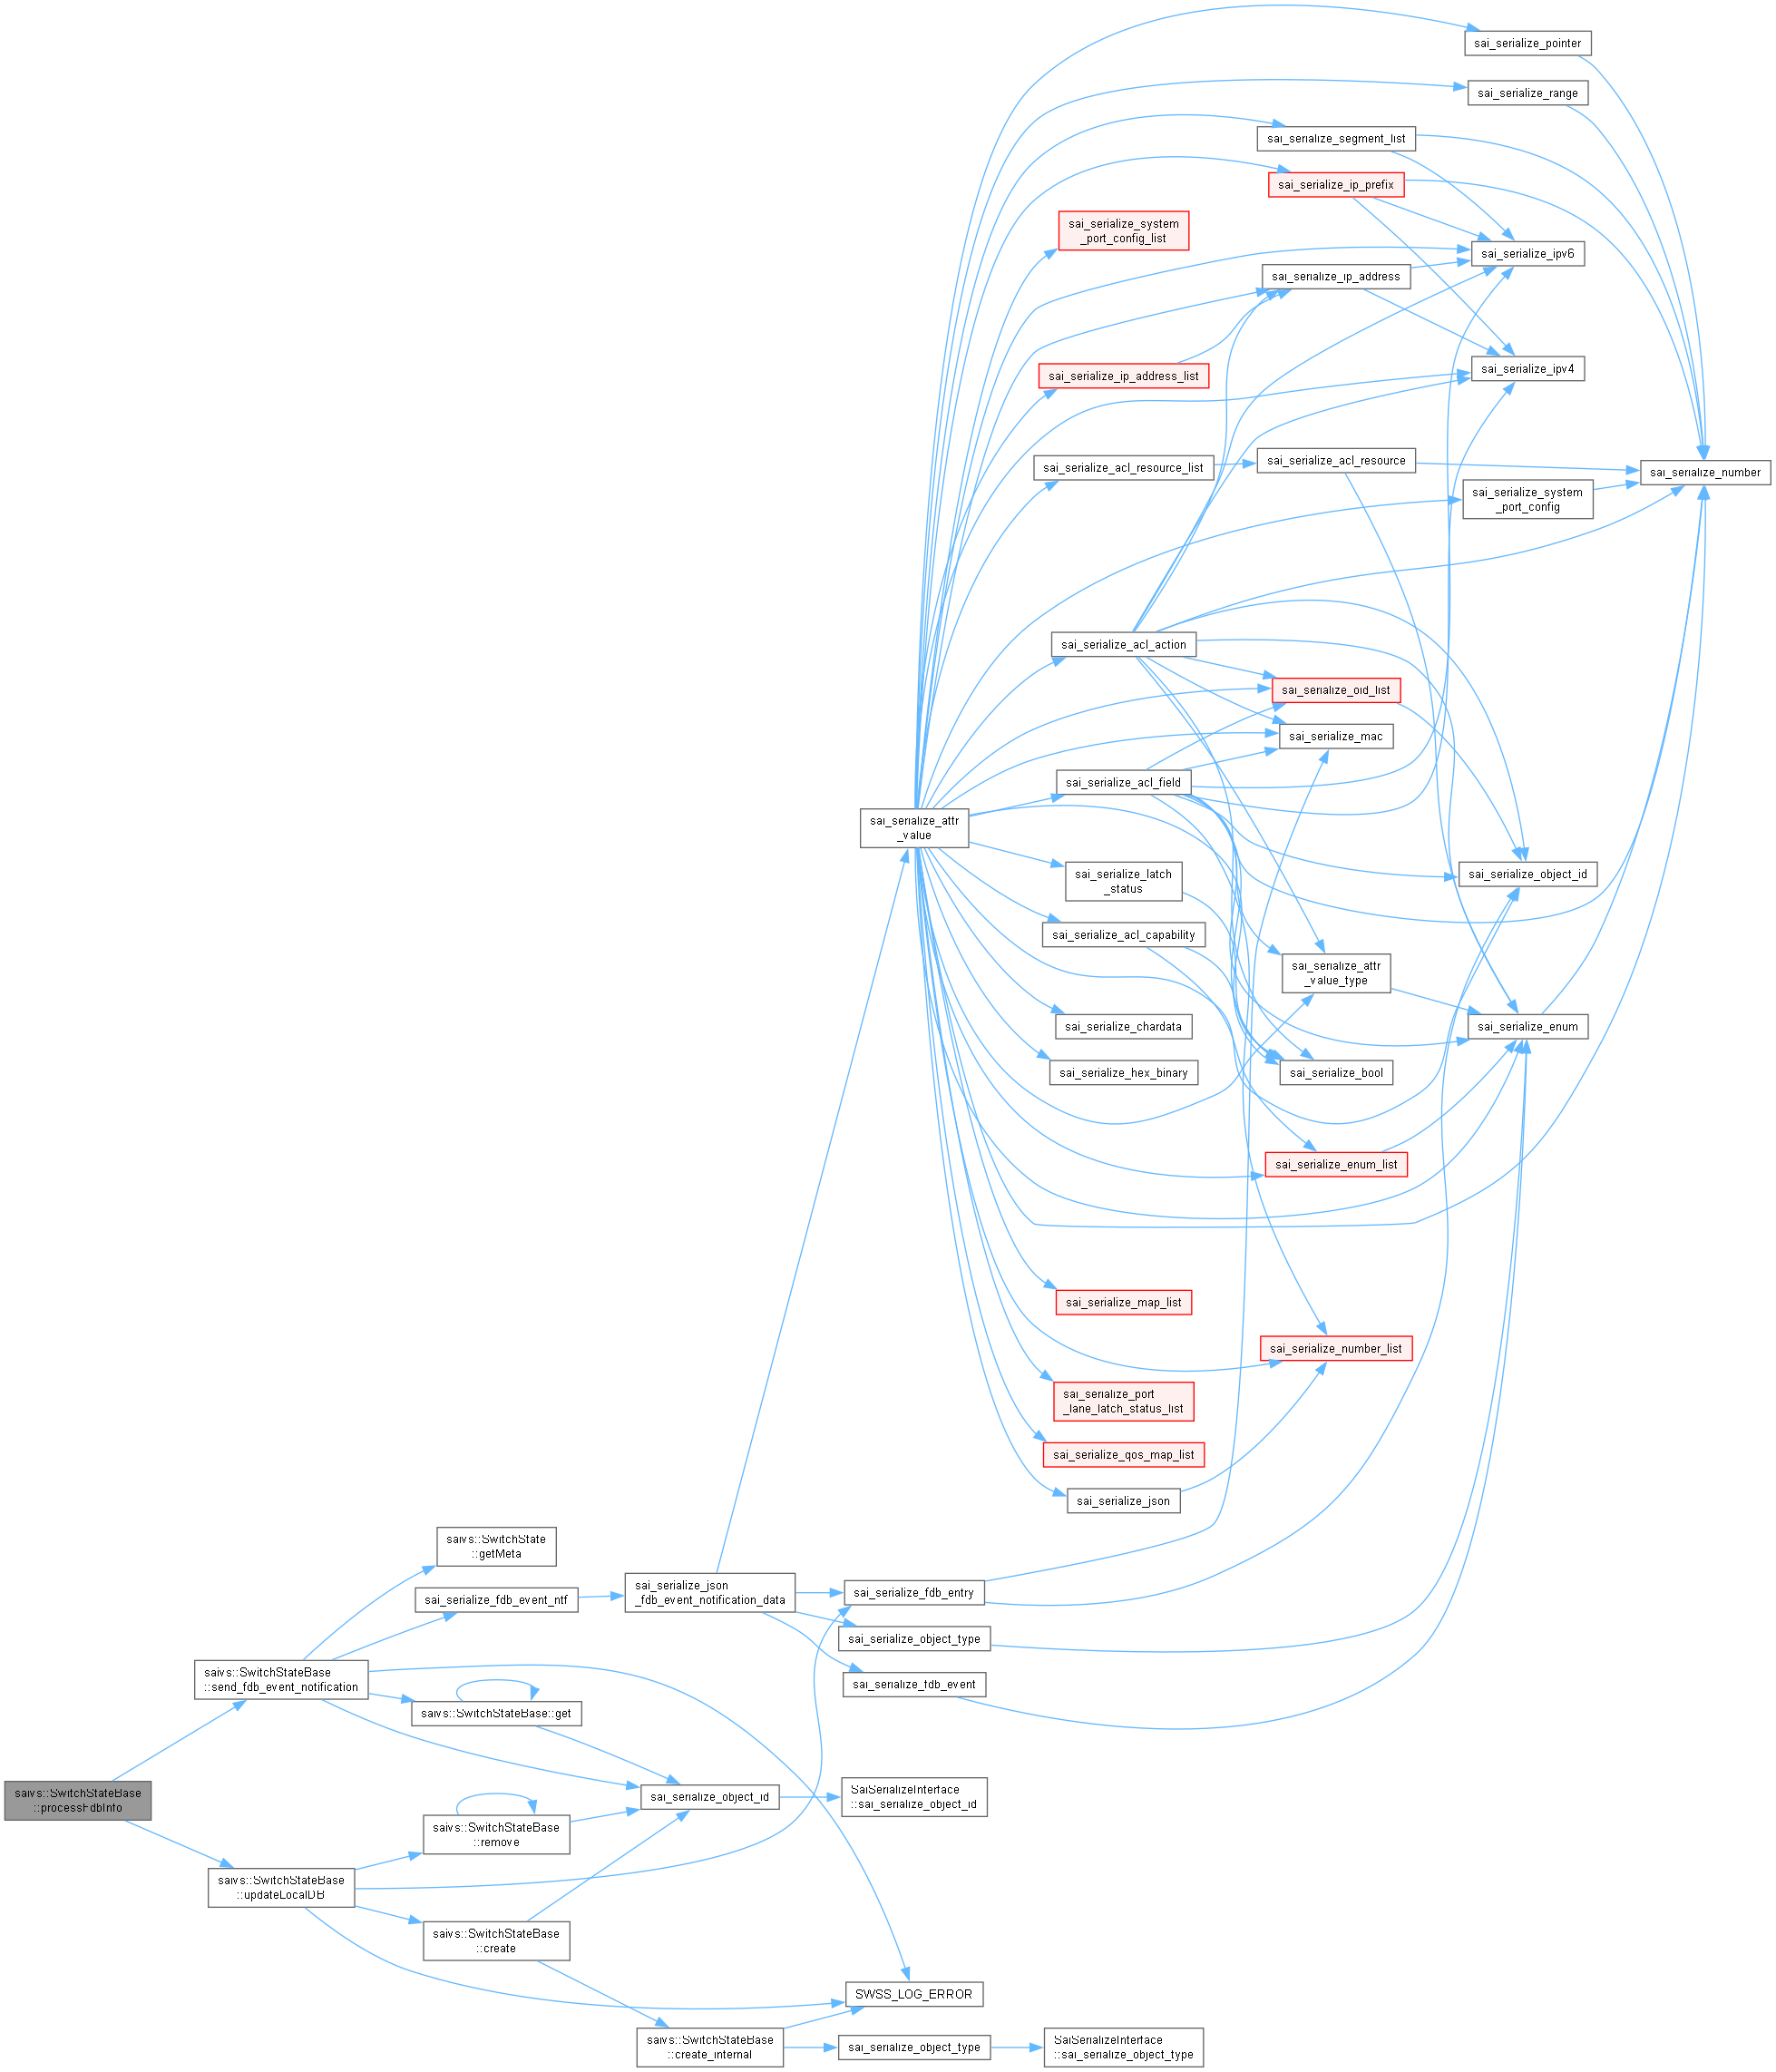 sai_serialize_pointer
sai_serialize_range
sai_serialize_segment_list
sai_serialize_ip_prefix
sai_serialize_system
_port_config_list
sai_serialize_ipv6
sai_serialize_ip_address
sai_serialize_ipv4
sai_serialize_ip_address_list
sai_serialize_acl_resource
sai_serialize_acl_resource_list
sai_serialize_number
sai_serialize_system
_port_config
sai_serialize_acl_action
sai_serialize_oid_list
sai_serialize_mac
sai_serialize_acl_field
sai_serialize_attr
_value
sai_serialize_latch
_status
sai_serialize_object_id
sai_serialize_acl_capability
sai_serialize_attr
_value_type
sai_serialize_chardata
sai_serialize_enum
sai_serialize_hex_binary
sai_serialize_bool
sai_serialize_enum_list
sai_serialize_map_list
sai_serialize_number_list
sai_serialize_port
_lane_latch_status_list
sai_serialize_qos_map_list
sai_serialize_json
saivs::SwitchState
::getMeta
sai_serialize_fdb_event_ntf
sai_serialize_json
_fdb_event_notification_data
sai_serialize_fdb_entry
sai_serialize_object_type
saivs::SwitchStateBase
::send_fdb_event_notification
sai_serialize_fdb_event
saivs::SwitchStateBase::get
saivs::SwitchStateBase
::processFdbInfo
sai_serialize_object_id
SaiSerializeInterface
::sai_serialize_object_id
saivs::SwitchStateBase
::remove
saivs::SwitchStateBase
::updateLocalDB
saivs::SwitchStateBase
::create
SWSS_LOG_ERROR
saivs::SwitchStateBase
::create_internal
sai_serialize_object_type
SaiSerializeInterface
::sai_serialize_object_type